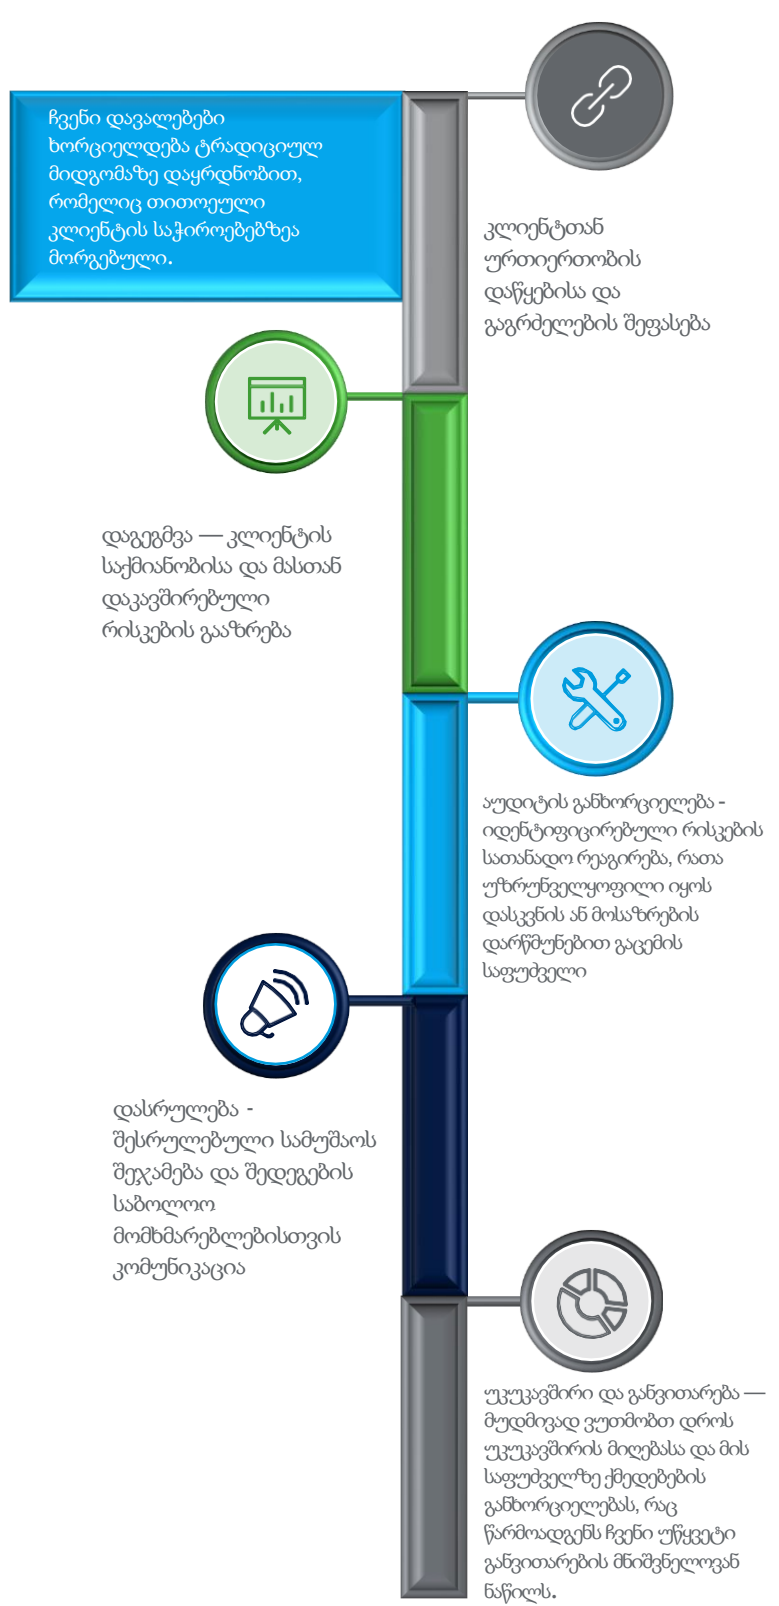 ჩვენი დავალებები
ხორციელდება ტრადიციულ
მიდგომაზე დაყრდნობით,
რომელიც თითოეული
კლიენტის საჭიროებებზეა
მორგებული.
კლიენტთან
ურთიერთობის
დაწყებისა და
გაგრძელების შეფასება
დაგეგმვა — კლიენტის
საქმიანობისა და მასთან
დაკავშირებული
რისკების გააზრება
აუდიტის განხორციელება -
იდენტიფიცირებული რისკების
სათანადო რეაგირება, რათა
უზრუნველყოფილი იყოს
დასკვნის ან მოსაზრების
დარწმუნებით გაცემის
საფუძველი
დასრულება -
შესრულებული სამუშაოს
შეჯამება და შედეგების
საბოლოო
მომხმარებლებისთვის
კომუნიკაცია
უკუკავშირი და განვითარება —
მუდმივად ვუთმობთ დროს
უკუკავშირის მიღებასა და მის
საფუძველზე ქმედებების
განხორციელებას, რაც
წარმოადგენს ჩვენი უწყვეტი
განვითარების მნიშვნელოვან
ნაწილს.